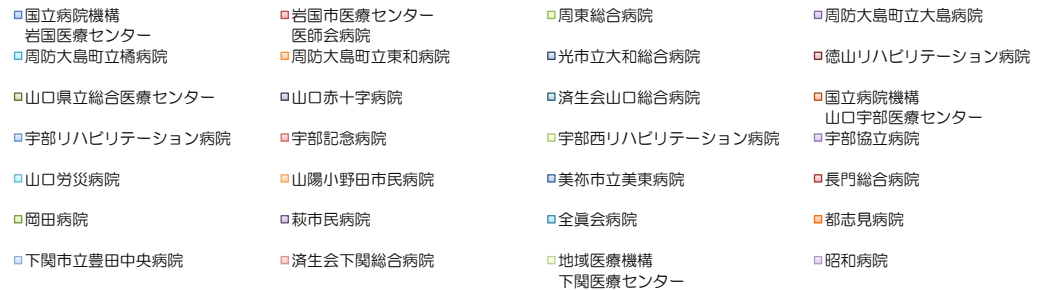 国立病院機構
岩国医療センター
岩国市医療センター
医師会病院
周東総合病院
周防大島町立大島病院
周防大島町立橘病院
周防大島町立東和病院
光市立大和総合病院
徳山リハビリテーション病院
山口県立総合医療センター
山口赤十字病院
済生会山口総合病院
国立病院機構
山口宇部医療センター
宇部リハビリテーション病院
宇部記念病院
宇部西リハビリテーション病院
宇部協立病院
山口労災病院
山陽小野田市民病院
美祢市立美東病院
長門総合病院
岡田病院
萩市民病院
全眞会病院
都志見病院
下関市立豊田中央病院
済生会下関総合病院
地域医療機構
下関医療センター
昭和病院